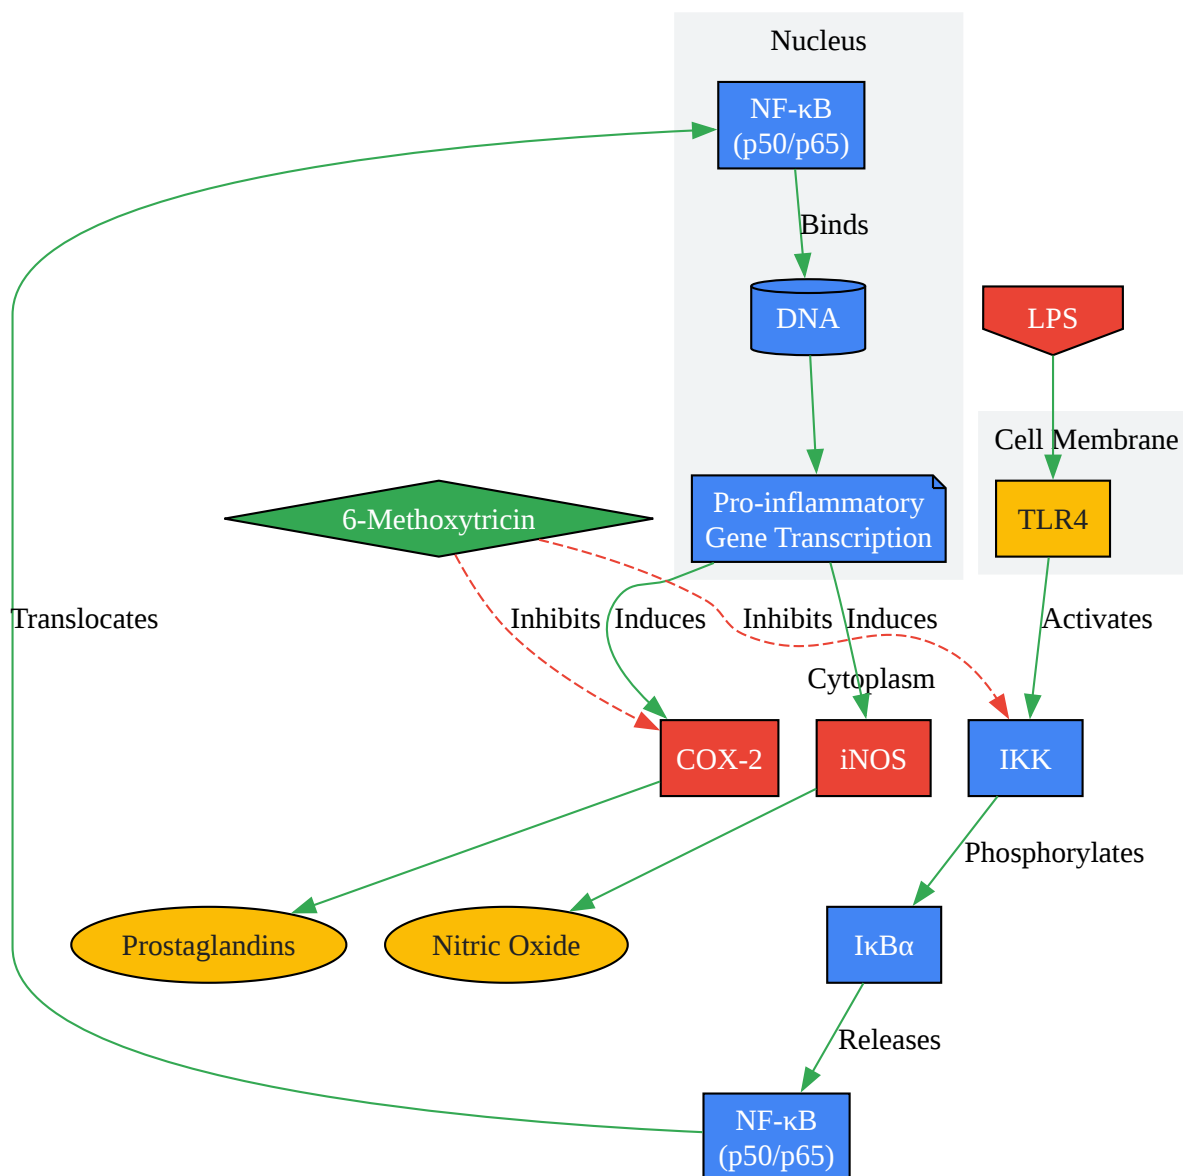 Nucleus
NF-κB
(p50/p65)
Binds
DNA
LPS
Cell Membrane
Pro-inflammatory
Gene Transcription
6-Methoxytricin
TLR4
Translocates
Inhibits
Induces
Inhibits
Induces
Activates
Cytoplasm
COX-2
iNOS
IKK
Phosphorylates
Prostaglandins
Nitric Oxide
IκBα
Releases
NF-κB
(p50/p65)